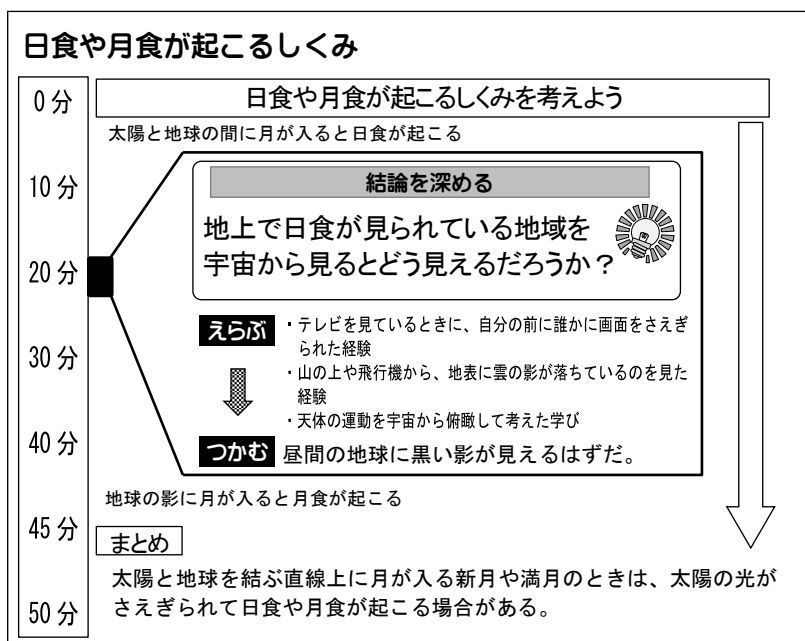 日食や月食が起こるしくみ
0分
日食や月食が起こるしくみを考えよう
太陽と地球の間に月が入ると日食が起こる
10分
結論を深める
地上で日食が見られている地域を
宇宙から見るとどう見えるだろうか？
20分
えらぶ
・テレビを見ているときに、自分の前に誰かに画面をさえぎ
られた経験
30分
・山の上や飛行機から、地表に雲の影が落ちているのを見た
経験
・天体の運動を宇宙から俯瞰して考えた学び
40分
つかむ
昼間の地球に黒い影が見えるはずだ。
地球の影に月が入ると月食が起こる
45分
まとめ
太陽と地球を結ぶ直線上に月が入る新月や満月のときは、太陽の光が
さえぎられて日食や月食が起こる場合がある。
50分